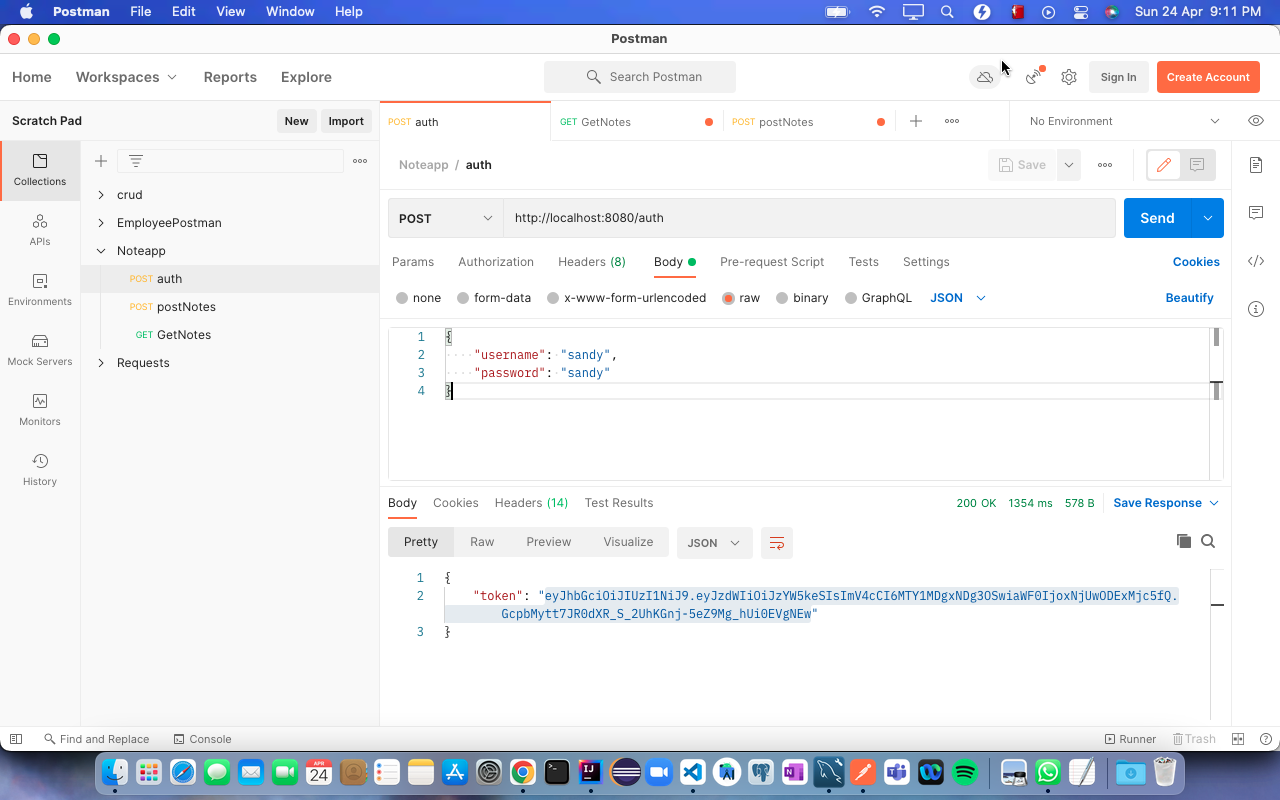 Postman File Edit View Window Help Sun 24 Apr 9:11 PM
Postman
Home Workspaces Reports Explore Search Postman Sign In Create Account
Scratch Pad New Import POST auth GET GetNotes POST postNotes No Environment
Collections
APIs
Environments
Mock Servers
Monitors
History
crud
EmployeePostman
Noteapp
POST auth
POST postNotes
GET GetNotes
Requests
Noteapp / auth Save
POST http://localhost:8080/auth Send
Params Authorization Headers (8) Body Pre-request Script Tests Settings Cookies
none form-data x-www-form-urlencoded raw binary GraphQL JSON Beautify
1 {
2 "username": "sandy",
3 "password": "sandy"
4 }
Body Cookies Headers (14) Test Results 200 OK 1354 ms 578 B Save Response
Pretty Raw Preview Visualize JSON
1 {
2 "token": "eyJhbGciOiJIUzI1NiJ9.eyJzdWIiOiJzYW5keSIsImV4cCI6MTY1MDgxNDg3OSwiaWF0IjoxNjUwODExMjc5fQ.
GcpbMytt7JR0dXR_S_2UhKGnj-5eZ9Mg_hUi0EVgNEw"
3 }
Find and Replace Console Runner Trash
APR
24